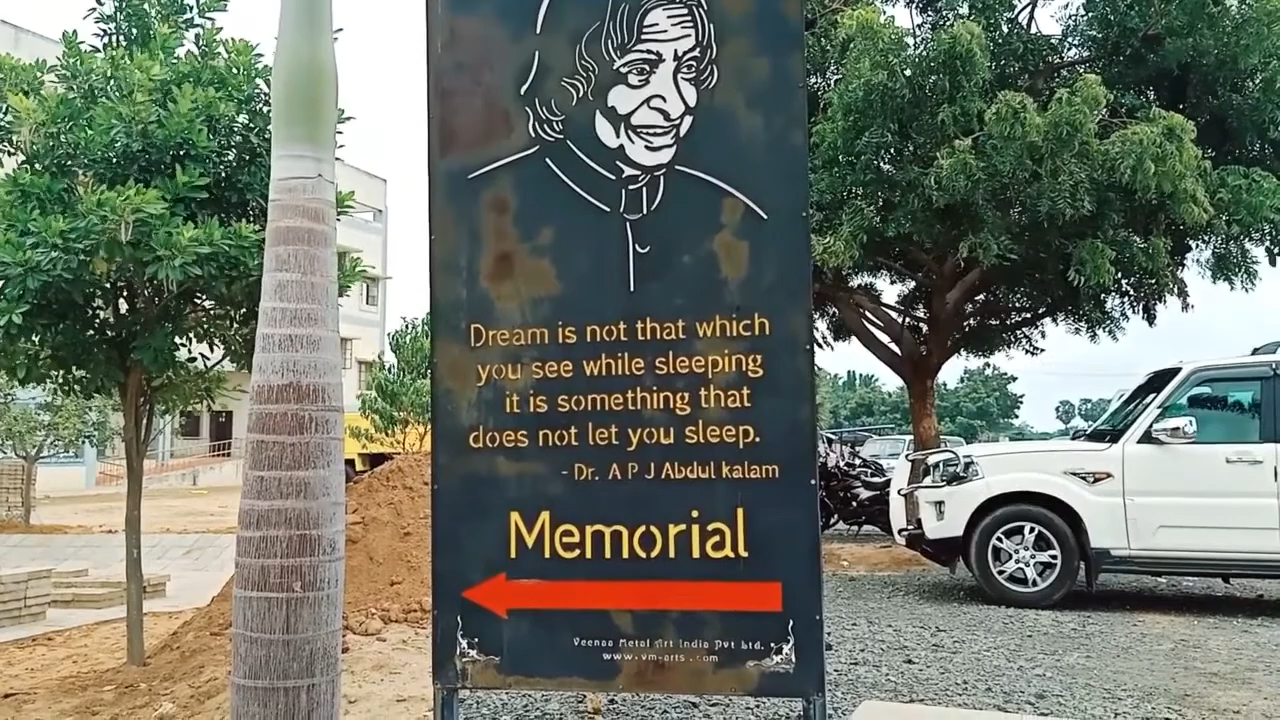 Dream is not that which
you see while sleeping
it is something that
does not let you sleep.
- Dr. A P J Abdul kalam
Memorial
Veenaa Metal Art India Pvt Ltd.
www.vm-arts.com